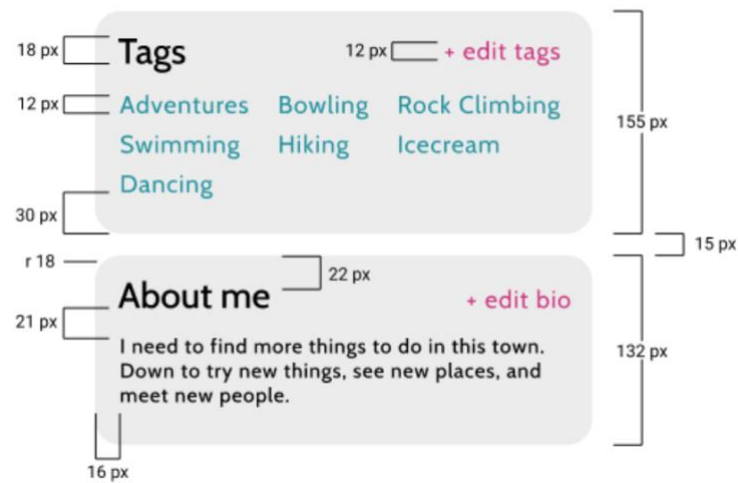 18 px Tags 12 px + edit tags
12 px Adventures Bowling Rock Climbing
155 px
Swimming Hiking Icecream
Dancing
30 px
15 px
r 18
22 px
About me + edit bio
21 px
I need to find more things to do in this town.
132 px
Down to try new things, see new places, and
meet new people.
16 px